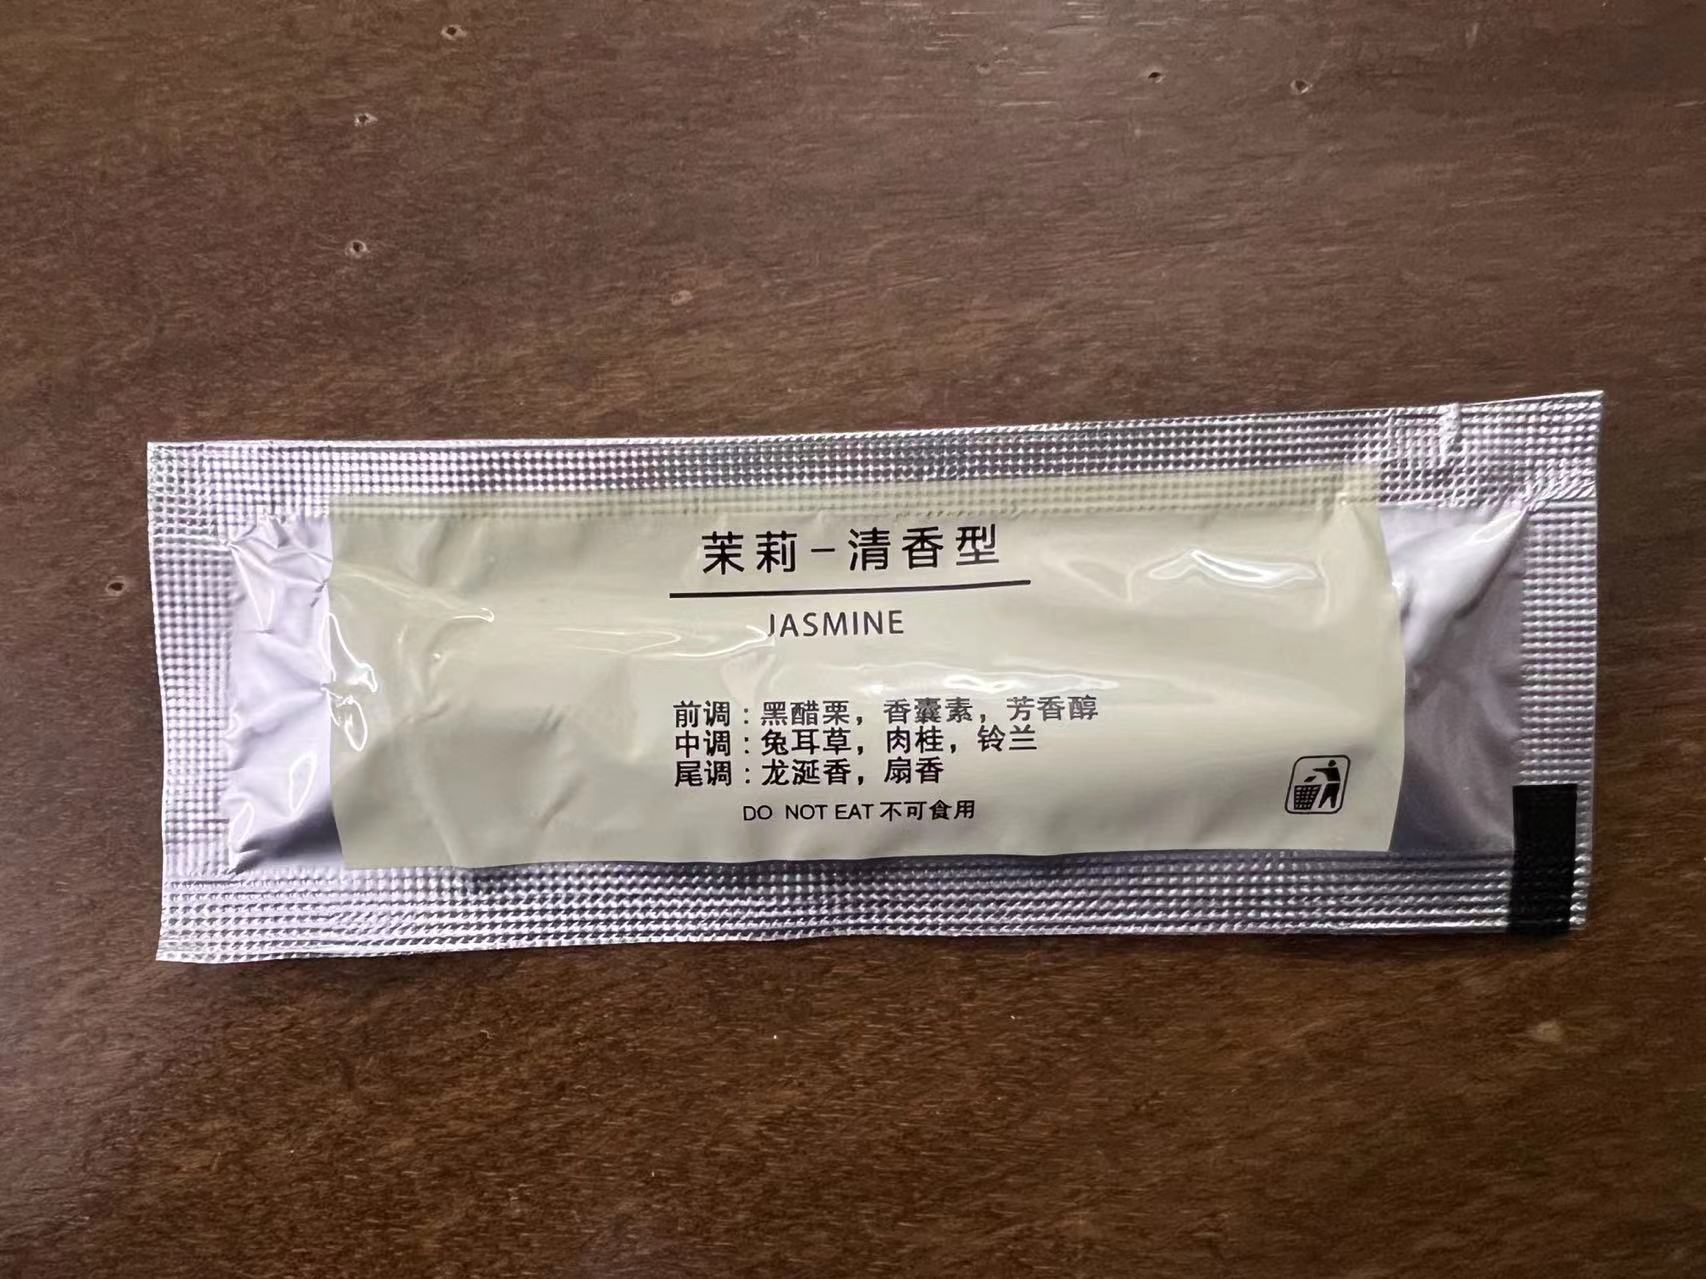 茉莉-清香型
JASMINE
前调：黑醋栗，香囊素，芳香醇
中调：兔耳草，肉桂，铃兰
尾调：龙涎香，扇香
DO NOT EAT 不可食用